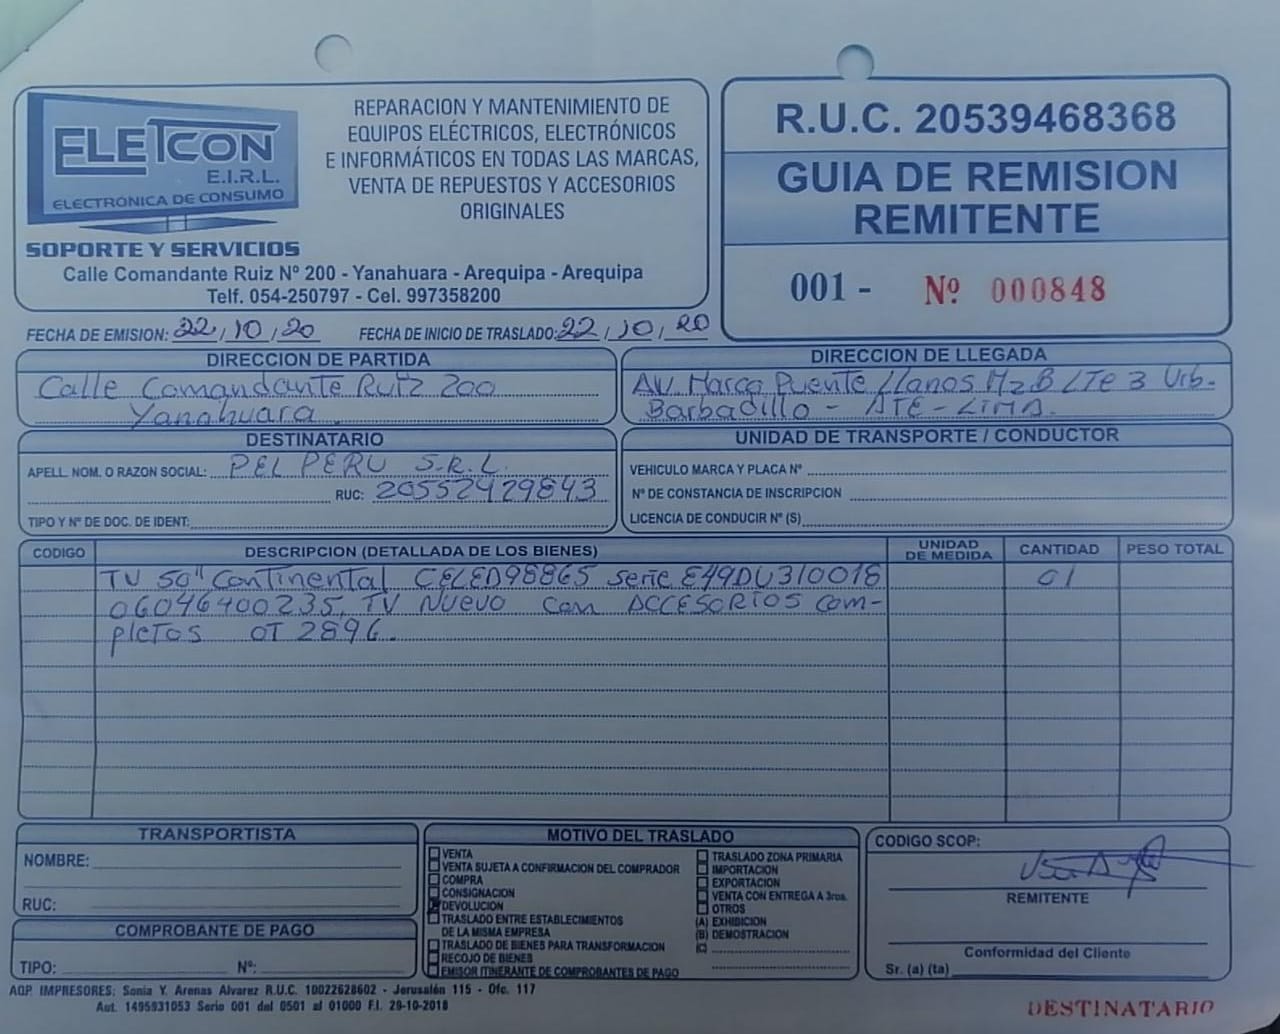 ELETCON
E.I.R.L.
ELECTRÓNICA DE CONSUMO
SOPORTE Y SERVICIOS
REPARACION Y MANTENIMIENTO DE
EQUIPOS ELÉCTRICOS, ELECTRÓNICOS
E INFORMÁTICOS EN TODAS LAS MARCAS,
VENTA DE REPUESTOS Y ACCESORIOS
ORIGINALES
Calle Comandante Ruiz Nº 200 - Yanahuara - Arequipa - Arequipa
Telf. 054-250797 - Cel. 997358200
R.U.C. 20539468368
GUIA DE REMISION
REMITENTE
001 - Nº 000848
FECHA DE EMISION: 22/10/20 FECHA DE INICIO DE TRASLADO: 22/10/20
DIRECCION DE PARTIDA
Calle Comandante Ruiz 200
Yanahuara
DIRECCION DE LLEGADA
AV. Marco Puente Llanos Mz B LTe 3 Urb.
Barbadillo - ATE - LIMA.
DESTINATARIO
APELL. NOM. O RAZON SOCIAL: PEL PERU S.R.L.
RUC: 20552429843
TIPO Y Nº DE DOC. DE IDENT:
UNIDAD DE TRANSPORTE / CONDUCTOR
VEHICULO MARCA Y PLACA Nº
Nº DE CONSTANCIA DE INSCRIPCION
LICENCIA DE CONDUCIR Nº (S)
CODIGO DESCRIPCION (DETALLADA DE LOS BIENES) UNIDAD DE MEDIDA CANTIDAD PESO TOTAL
TV 50" Continental CELED98865 serie E49DU310018 01
06046400235, TV Nuevo con ACCESORIOS com-
pletos OT 2896.
TRANSPORTISTA
NOMBRE:
RUC:
COMPROBANTE DE PAGO
TIPO: Nº:
MOTIVO DEL TRASLADO
VENTA
VENTA SUJETA A CONFIRMACION DEL COMPRADOR
COMPRA
CONSIGNACION
DEVOLUCION
TRASLADO ENTRE ESTABLECIMIENTOS
DE LA MISMA EMPRESA
TRASLADO DE BIENES PARA TRANSFORMACION
RECOJO DE BIENES
EMISOR ITINERANTE DE COMPROBANTES DE PAGO
TRASLADO ZONA PRIMARIA
IMPORTACION
EXPORTACION
VENTA CON ENTREGA A 3ros.
OTROS
(A) EXHIBICION
(B) DEMOSTRACION
(C)
CODIGO SCOP:
REMITENTE
Conformidad del Cliente
Sr. (a) (ta)
AQP. IMPRESORES: Sonia Y. Arenas Alvarez R.U.C. 10022628602 - Jerusalén 115 - Ofc. 117
Aut. 1495931053 Serie 001 del 0501 al 01000 F.I. 29-10-2018
DESTINATARIO